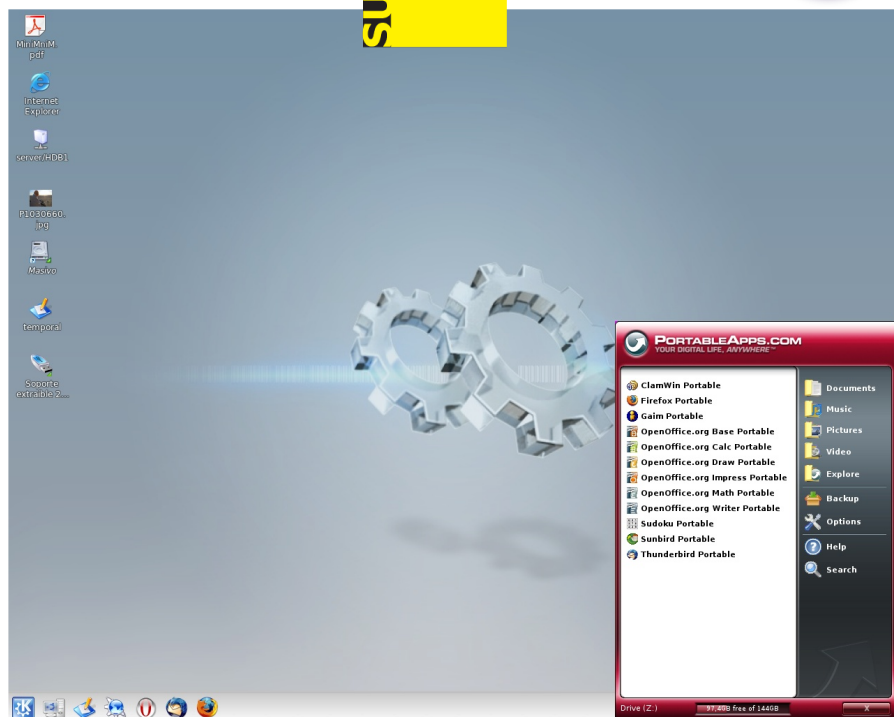 su
MiniMniM.
pdf
Internet
Explorer
server/HDB1
P1030660.
jpg
Masivo
temporal
Soporte
extraible 2...
PORTABLEAPPS.COM
YOUR DIGITAL LIFE, ANYWHERE™
ClamWin Portable
Firefox Portable
Gaim Portable
OpenOffice.org Base Portable
OpenOffice.org Calc Portable
OpenOffice.org Draw Portable
OpenOffice.org Impress Portable
OpenOffice.org Math Portable
OpenOffice.org Writer Portable
Sudoku Portable
Sunbird Portable
Thunderbird Portable
Documents
Music
Pictures
Video
Explore
Backup
Options
Help
Search
Drive (Z:)
97,4GB free of 144GB
X